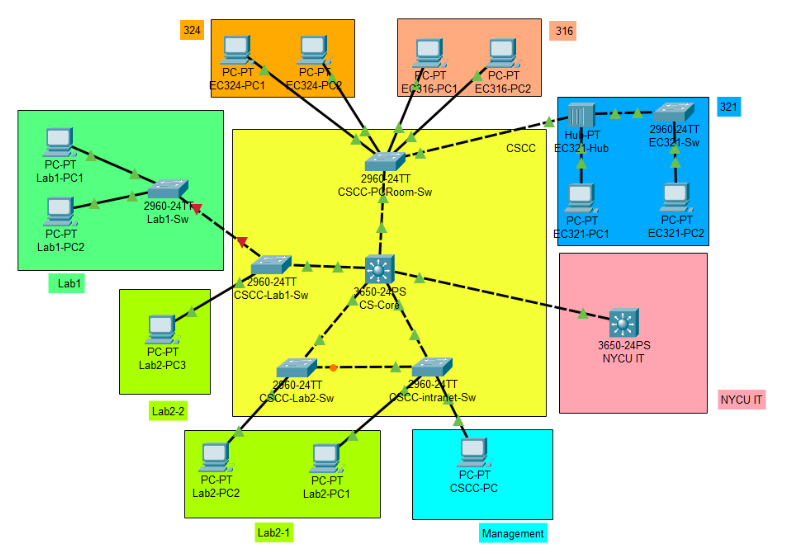 324
316
321
PC-PT
EC324-PC1
PC-PT
EC324-PC2
PC-PT
EC316-PC1
PC-PT
EC316-PC2
CSCC
Hub-PT
EC321-Hub
2960-24TT
EC321-Sw
PC-PT
EC321-PC1
PC-PT
EC321-PC2
PC-PT
Lab1-PC1
PC-PT
Lab1-PC2
2960-24TT
Lab1-Sw
Lab1
2960-24TT
CSCC-PCRoom-Sw
2960-24TT
CSCC-Lab1-Sw
3650-24PS
CS-Core
3650-24PS
NYCU IT
NYCU IT
PC-PT
Lab2-PC3
Lab2-2
2960-24TT
CSCC-Lab2-Sw
2960-24TT
CSCC-intranet-Sw
PC-PT
Lab2-PC2
PC-PT
Lab2-PC1
Lab2-1
PC-PT
CSCC-PC
Management